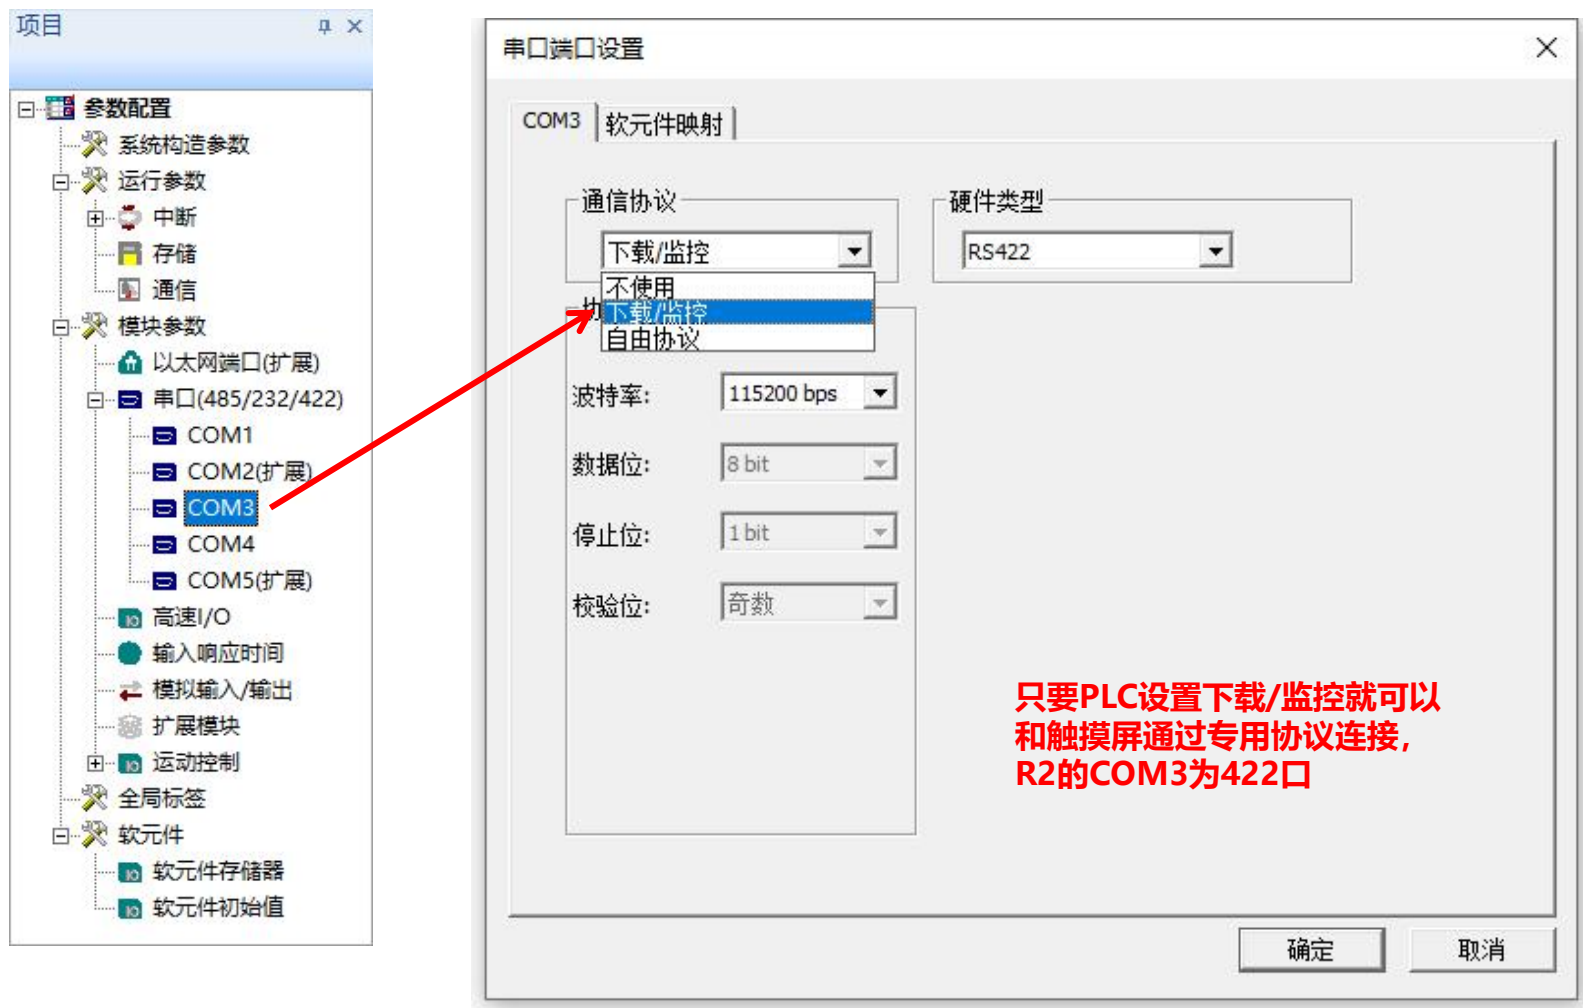 项目
参数配置
系统构造参数
运行参数
中断
存储
通信
模块参数
以太网端口(扩展)
串口(485/232/422)
COM1
COM2(扩展)
COM3
COM4
COM5(扩展)
高速I/O
输入响应时间
模拟输入/输出
扩展模块
运动控制
全局标签
软元件
软元件存储器
软元件初始值
串口端口设置
COM3 软元件映射
通信协议 硬件类型
下载/监控 RS422
不使用
下载/监控
自由协议
波特率: 115200 bps
数据位: 8 bit
停止位: 1 bit
校验位: 奇数
只要PLC设置下载/监控就可以
和触摸屏通过专用协议连接,
R2的COM3为422口
确定 取消